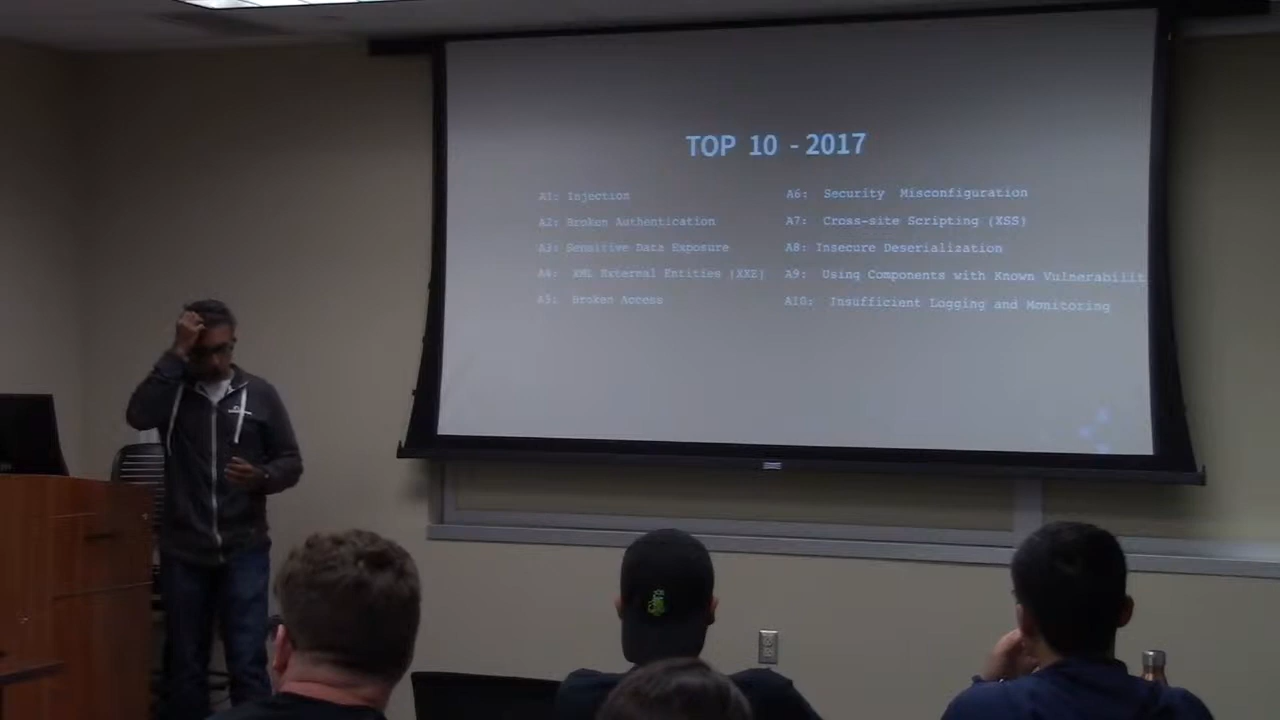 TOP 10 - 2017
A1: Injection
A2: Broken Authentication
A3: Sensitive Data Exposure
A4: XML External Entities (XXE)
A5: Broken Access
A6: Security Misconfiguration
A7: Cross-site Scripting (XSS)
A8: Insecure Deserialization
A9: Using Components with Known Vulnerabilit
A10: Insufficient Logging and Monitoring